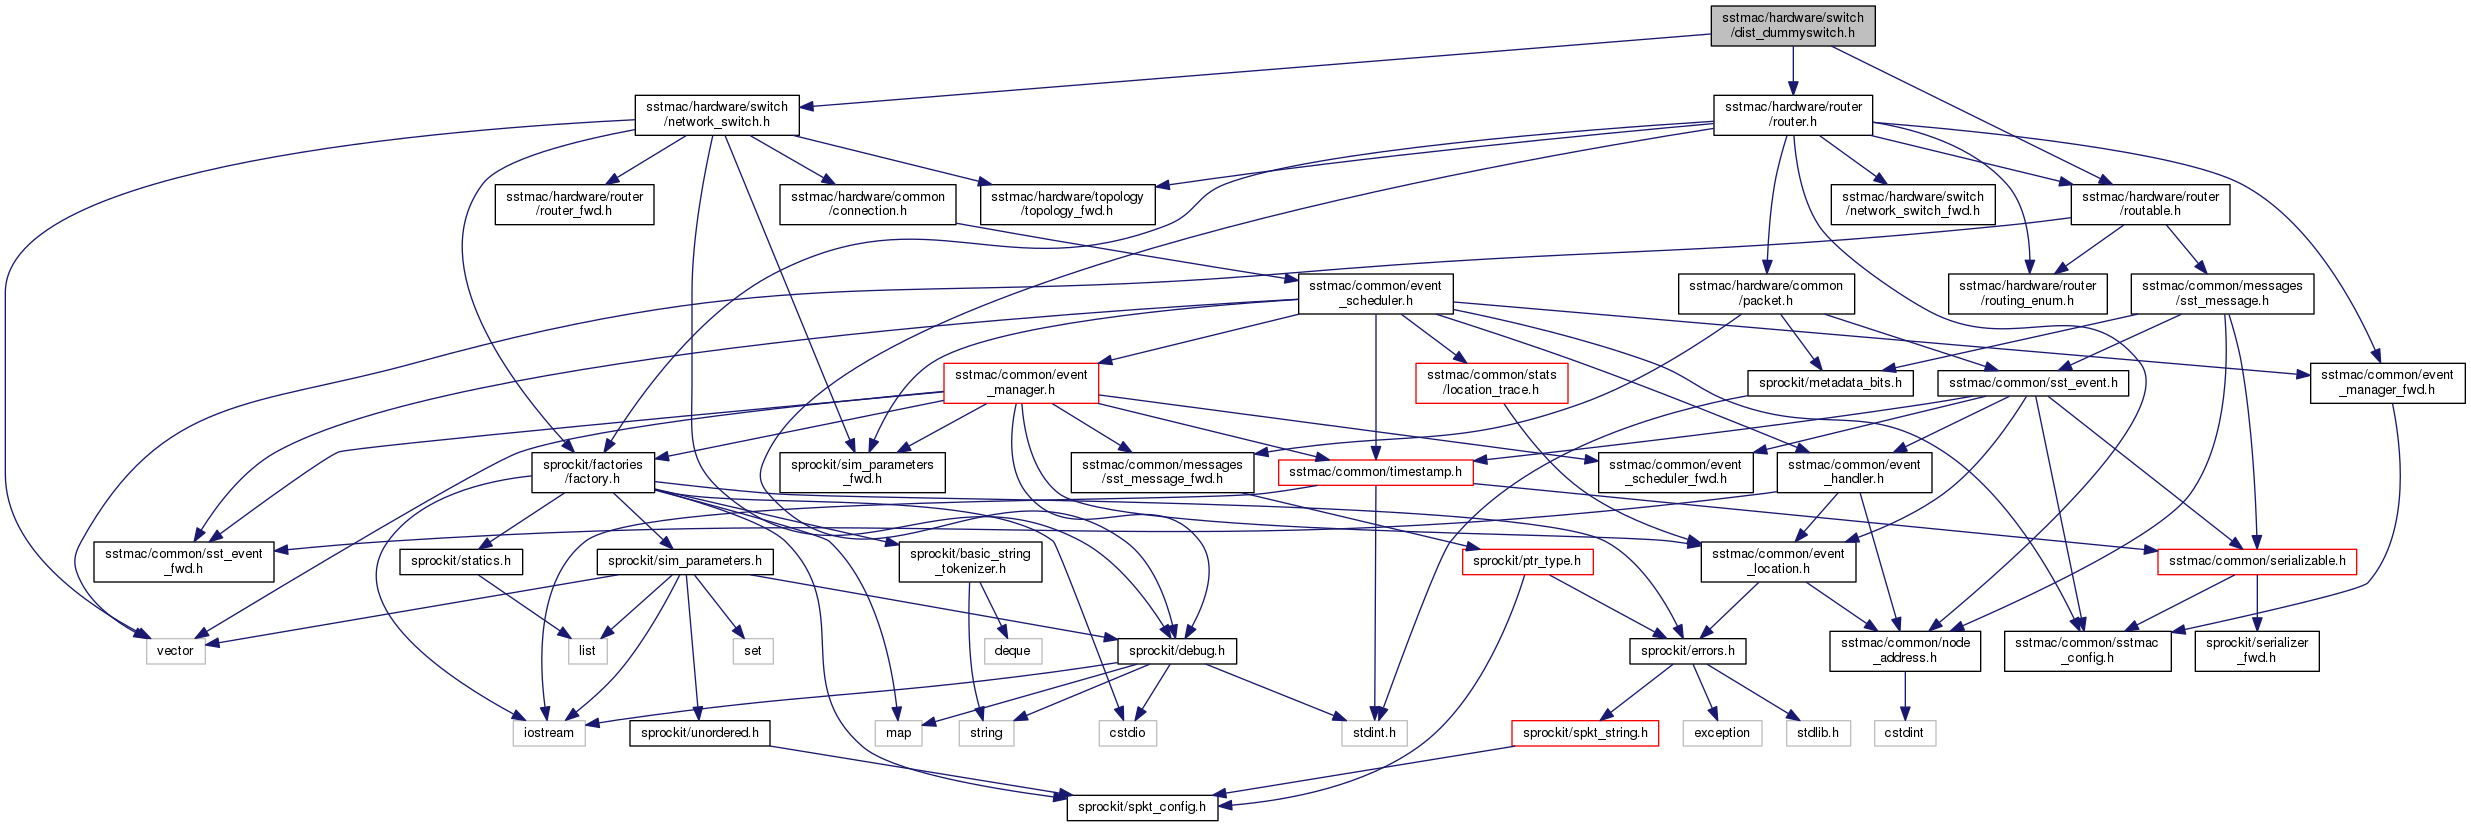 sstmac/hardware/switch
/dist_dummyswitch.h
sstmac/hardware/switch
/network_switch.h
sstmac/hardware/router
/router.h
sstmac/hardware/router
/router_fwd.h
sstmac/hardware/common
/connection.h
sstmac/hardware/topology
/topology_fwd.h
sstmac/hardware/switch
/network_switch_fwd.h
sstmac/hardware/router
/routable.h
sstmac/common/event
_scheduler.h
sstmac/hardware/common
/packet.h
sstmac/hardware/router
/routing_enum.h
sstmac/common/messages
/sst_message.h
sstmac/common/event
_manager.h
sstmac/common/stats
/location_trace.h
sprockit/metadata_bits.h
sstmac/common/sst_event.h
sstmac/common/event
_manager_fwd.h
sprockit/factories
/factory.h
sprockit/sim_parameters
_fwd.h
sstmac/common/messages
/sst_message_fwd.h
sstmac/common/timestamp.h
sstmac/common/event
_scheduler_fwd.h
sstmac/common/event
_handler.h
sstmac/common/sst_event
_fwd.h
sprockit/statics.h
sprockit/sim_parameters.h
sprockit/basic_string
_tokenizer.h
sprockit/ptr_type.h
sstmac/common/event
_location.h
sstmac/common/serializable.h
vector
list
set
deque
sprockit/debug.h
sprockit/errors.h
sstmac/common/node
_address.h
sstmac/common/sstmac
_config.h
sprockit/serializer
_fwd.h
iostream
sprockit/unordered.h
map
string
cstdio
stdint.h
sprockit/spkt_string.h
exception
stdlib.h
cstdint
sprockit/spkt_config.h